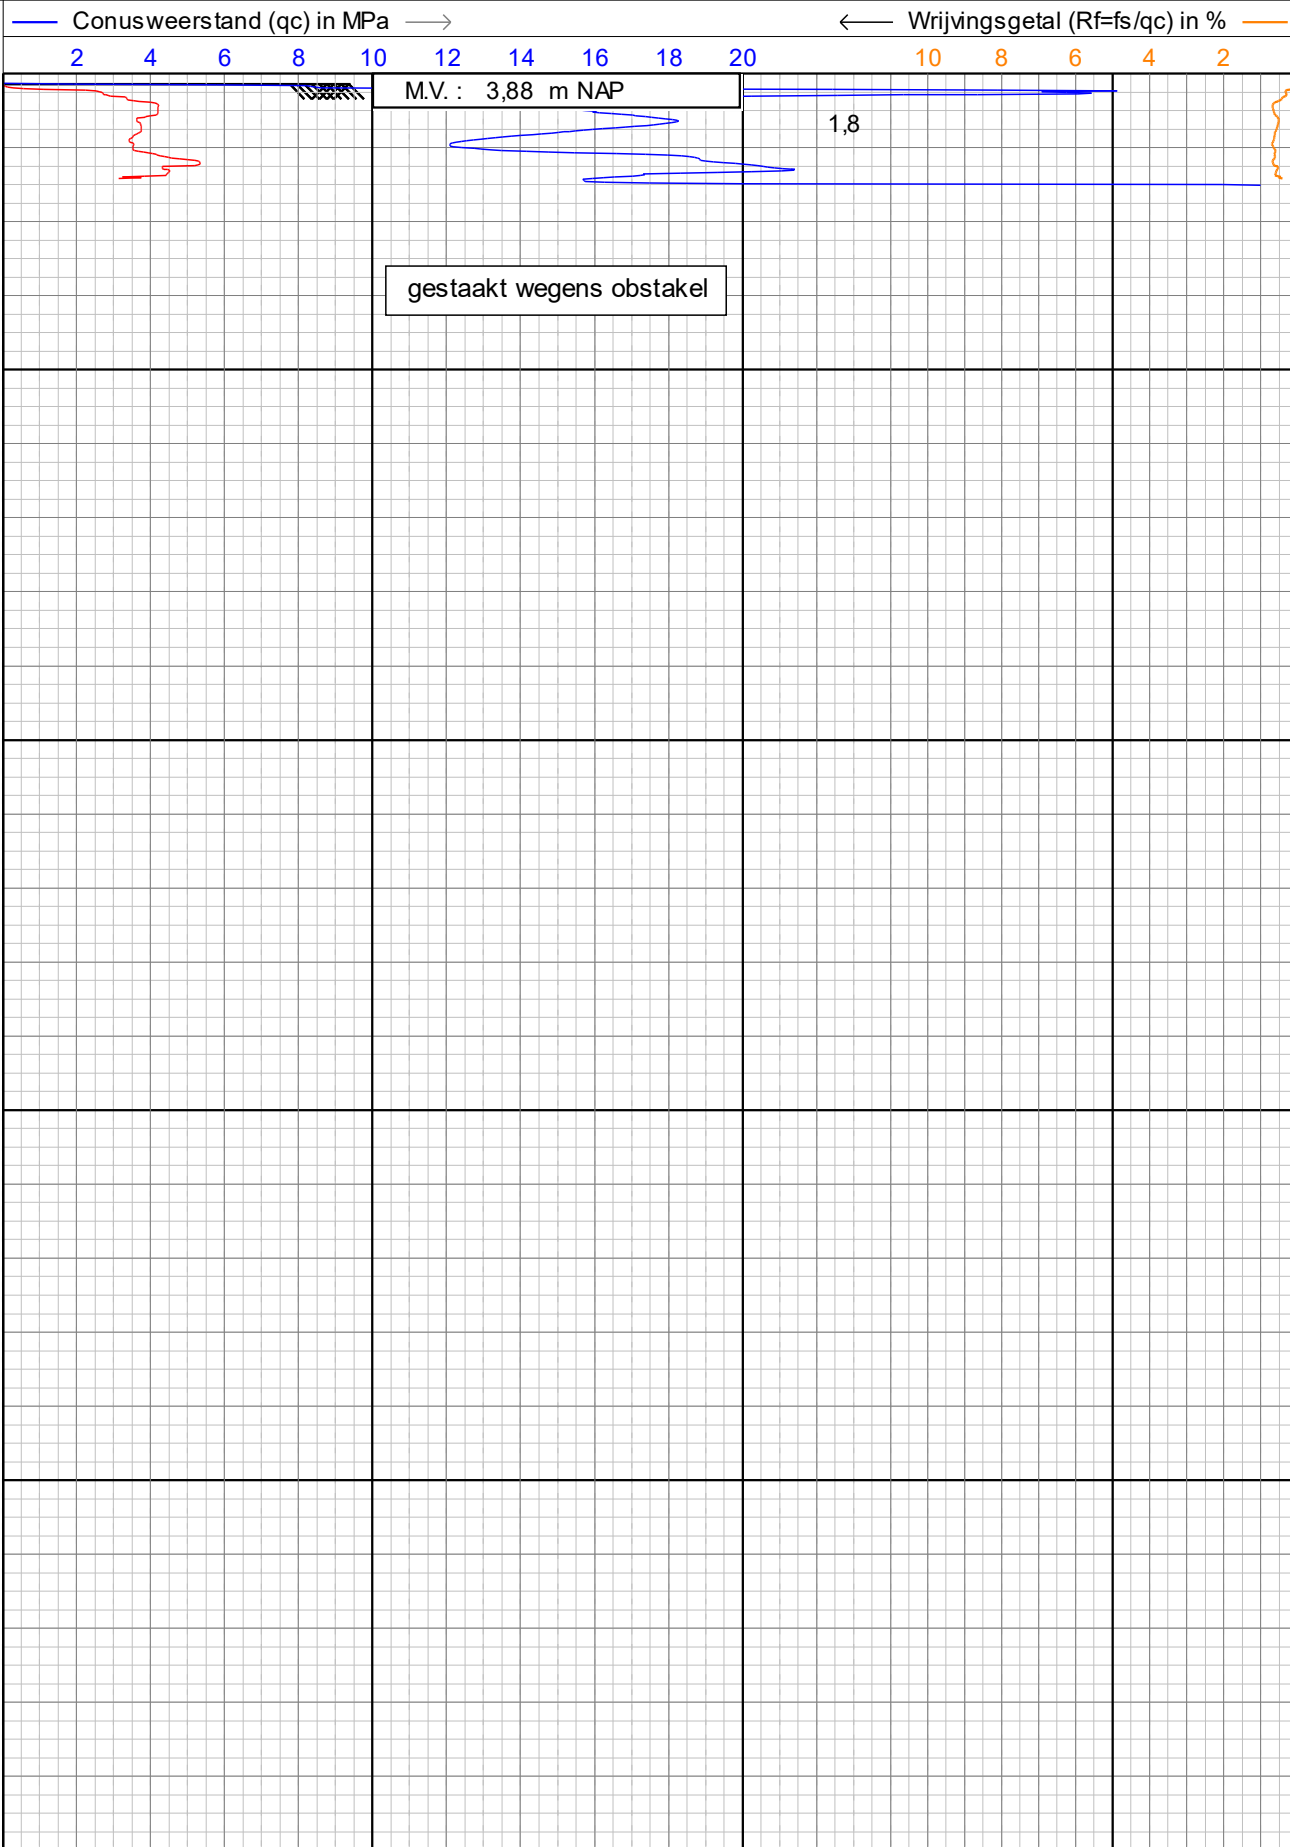 Conusweerstand (qc) in MPa Wrijvingsgetal (Rf=fs/qc) in %
2 4 6 8 10 12 14 16 18 20 10 8 6 4 2
M.V. : 3,88 m NAP
1,8
gestaakt wegens obstakel